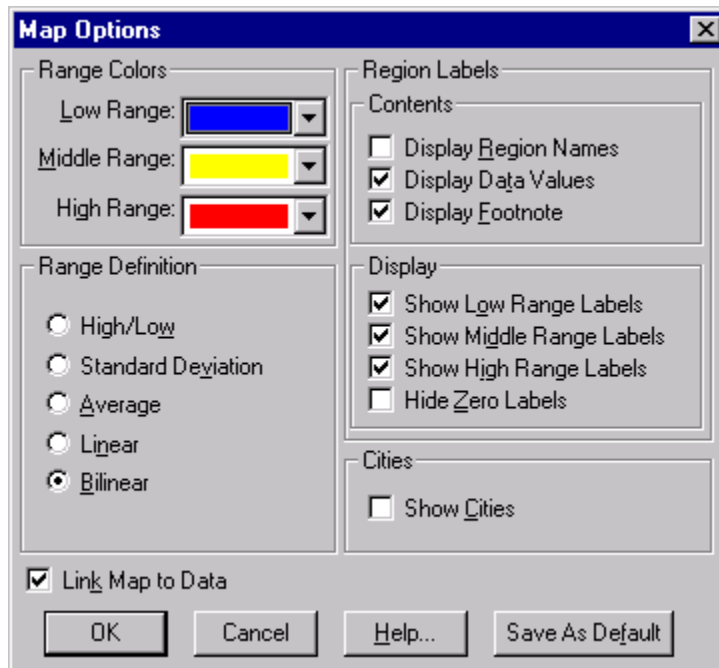 Map Options
Range Colors
Low Range:
Middle Range:
High Range:
Range Definition
High/Low
Standard Deviation
Average
Linear
Bilinear
Region Labels
Contents
Display Region Names
Display Data Values
Display Footnote
Display
Show Low Range Labels
Show Middle Range Labels
Show High Range Labels
Hide Zero Labels
Cities
Show Cities
Link Map to Data
OK
Cancel
Help...
Save As Default